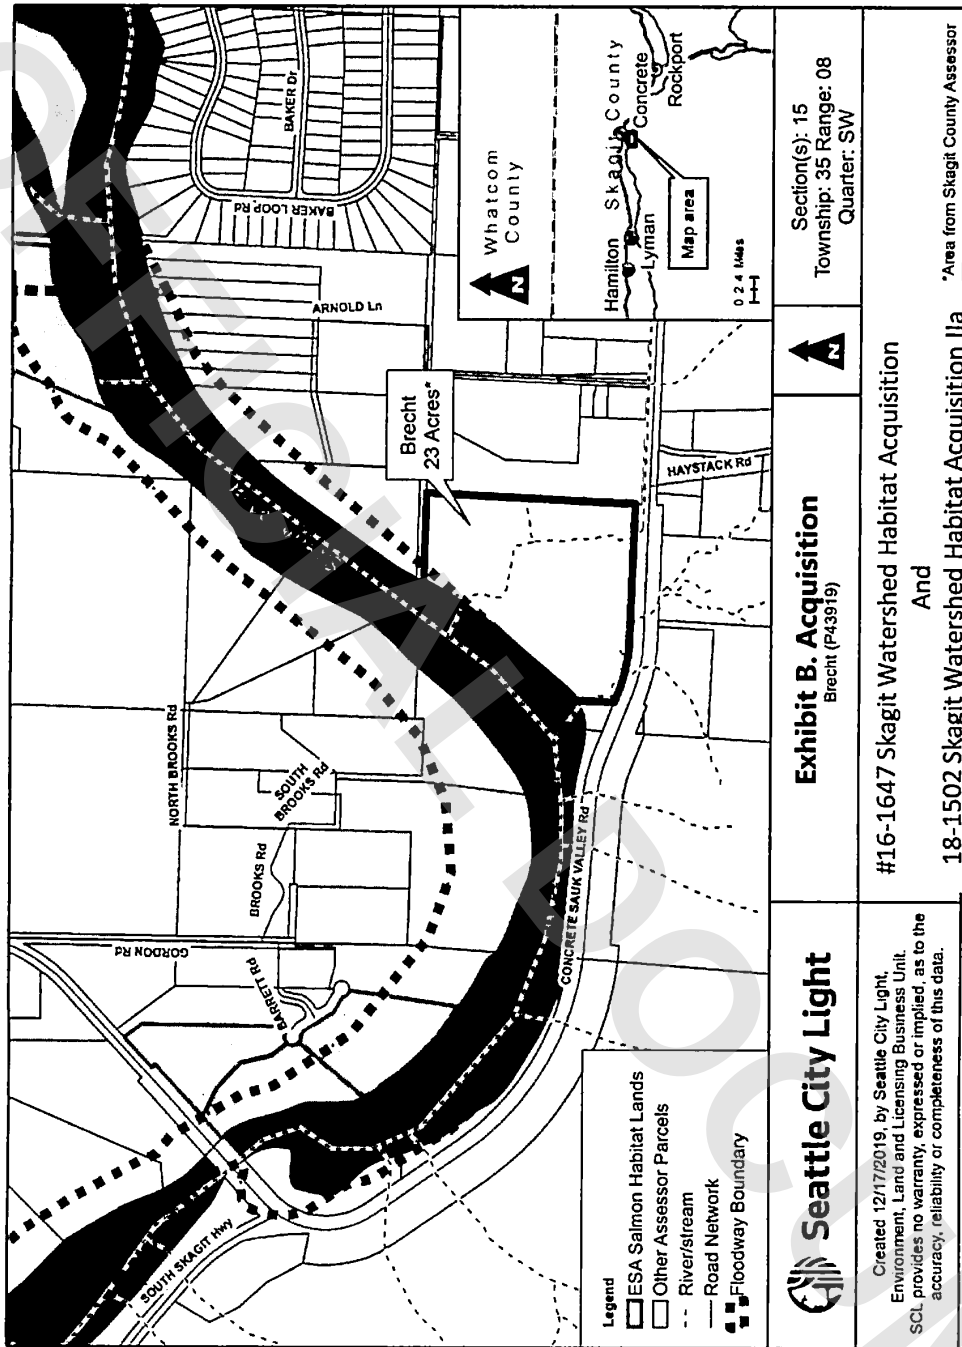 BAKER DR
BAKER LOOP Rd
ARNOLD Ln
Brecht
23 Acres*
HAYSTACK Rd
NORTH BROOKS Rd
SOUTH
BROOKS Rd
BROOKS Rd
GORDON Rd
BARRETT Rd
CONCRETE SAUK VALLEY Rd
SOUTH SKAGIT Hwy
N
Whatcom
County
Skagit County
Hamilton
Lyman
Concrete
Rockport
Map area
0 2 4 Miles
Legend
ESA Salmon Habitat Lands
Other Assessor Parcels
River/stream
Road Network
Floodway Boundary
Seattle City Light
Exhibit B. Acquisition
Brecht (P43919)
N
Section(s): 15
Township: 35 Range: 08
Quarter: SW
Created 12/17/2019, by Seattle City Light,
Environment, Land and Licensing Business Unit.
SCL provides no warranty, expressed or implied, as to the
accuracy, reliability or completeness of this data.
#16-1647 Skagit Watershed Habitat Acquisition
And
18-1502 Skagit Watershed Habitat Acquisition IIa
*Area from Skagit County Assessor